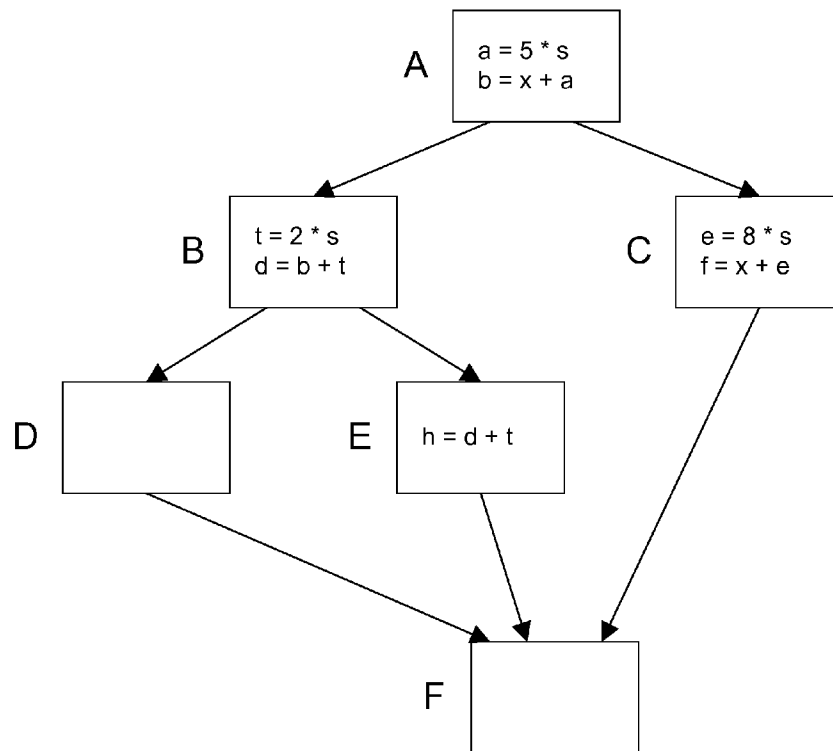 A
a = 5 * s
b = x + a
B
t = 2 * s
d = b + t
C
e = 8 * s
f = x + e
D
E
h = d + t
F